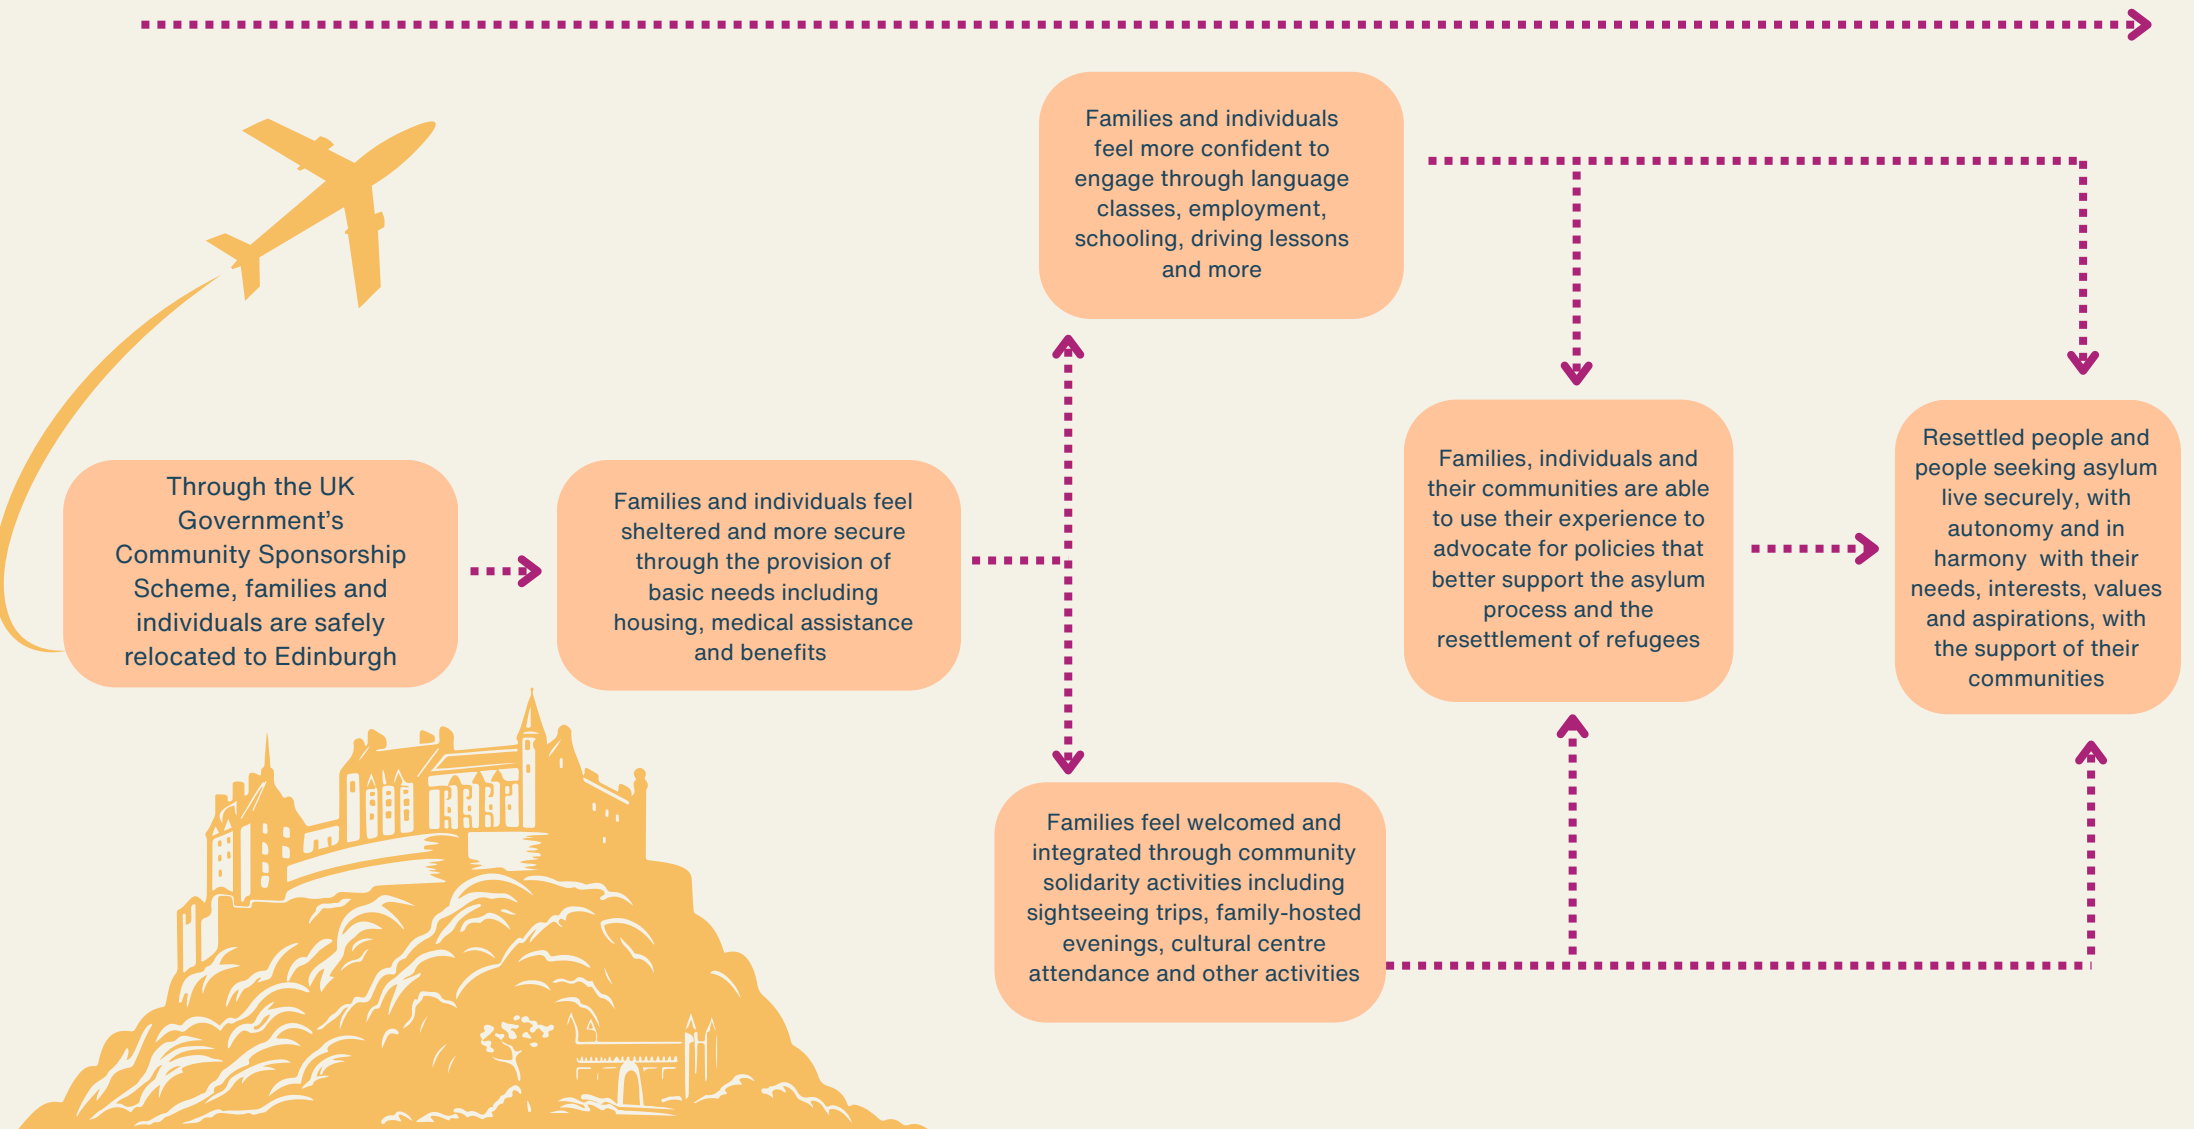 Families and individuals
feel more confident to
engage through language
classes, employment,
schooling, driving lessons
and more
Through the UK
Government’s
Community Sponsorship
Scheme, families and
individuals are safely
relocated to Edinburgh
Families and individuals feel
sheltered and more secure
through the provision of
basic needs including
housing, medical assistance
and benefits
Families, individuals and
their communities are able
to use their experience to
advocate for policies that
better support the asylum
process and the
resettlement of refugees
Resettled people and
people seeking asylum
live securely, with
autonomy and in
harmony  with their
needs, interests, values
and aspirations, with
the support of their
communities
Families feel welcomed and
integrated through community
solidarity activities including
sightseeing trips, family-hosted
evenings, cultural centre
attendance and other activities